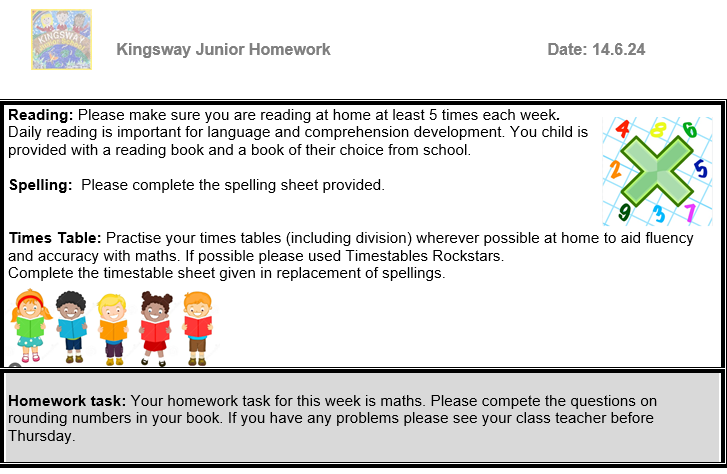 KINGSWAY
Kingsway Junior Homework
Date: 14.6.24
Reading: Please make sure you are reading at home at least 5 times each week.
Daily reading is important for language and comprehension development. You child is
provided with a reading book and a book of their choice from school.
4 8 6
2 5
9 3 7
Spelling: Please complete the spelling sheet provided.
Times Table: Practise your times tables (including division) wherever possible at home to aid fluency
and accuracy with maths. If possible please used Timestables Rockstars.
Complete the timestable sheet given in replacement of spellings.
Homework task: Your homework task for this week is maths. Please compete the questions on
rounding numbers in your book. If you have any problems please see your class teacher before
Thursday.